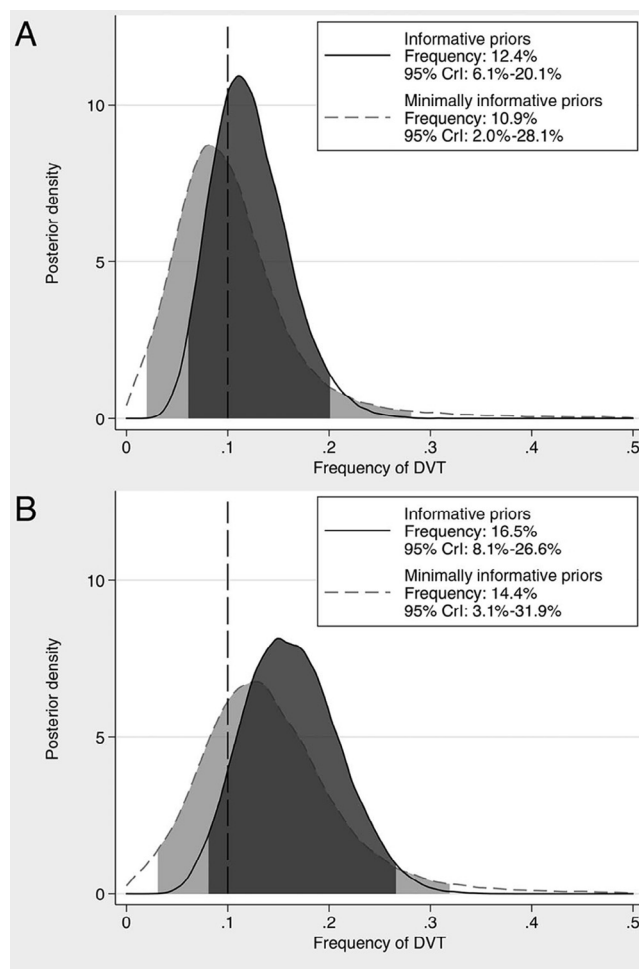 A
Informative priors
Frequency: 12.4%
95% CrI: 6.1%-20.1%
Minimally informative priors
Frequency: 10.9%
95% CrI: 2.0%-28.1%
10
5
0
Posterior density
0 .1 .2 .3 .4 .5
Frequency of DVT
B
Informative priors
Frequency: 16.5%
95% CrI: 8.1%-26.6%
Minimally informative priors
Frequency: 14.4%
95% CrI: 3.1%-31.9%
10
5
0
Posterior density
0 .1 .2 .3 .4 .5
Frequency of DVT